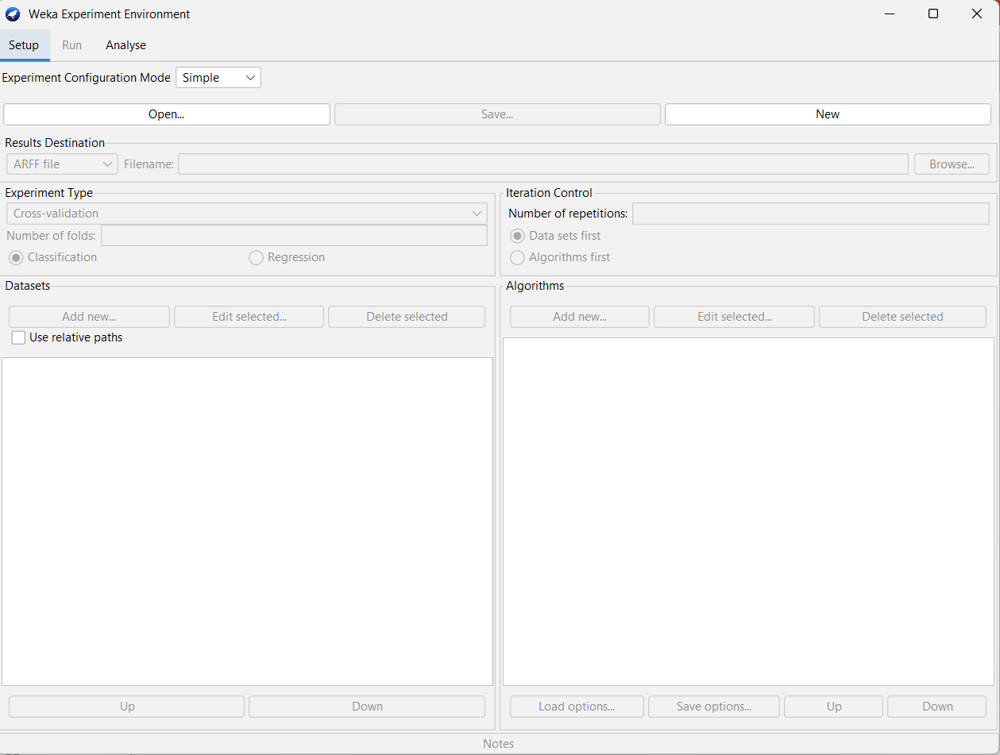 Weka Experiment Environment
Setup Run Analyse
Experiment Configuration Mode Simple
Open... Save... New
Results Destination
ARFF file Filename: Browse...
Experiment Type
Cross-validation
Number of folds:
Classification Regression
Iteration Control
Number of repetitions:
Data sets first
Algorithms first
Datasets
Add new... Edit selected... Delete selected
Use relative paths
Up Down
Algorithms
Add new... Edit selected... Delete selected
Load options... Save options... Up Down
Notes